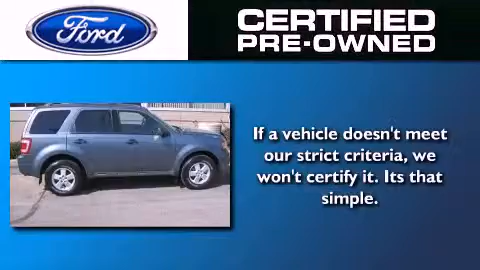 Ford
CERTIFIED
PRE-OWNED
If a vehicle doesn't meet
our strict criteria, we
won't certify it. Its that
simple.